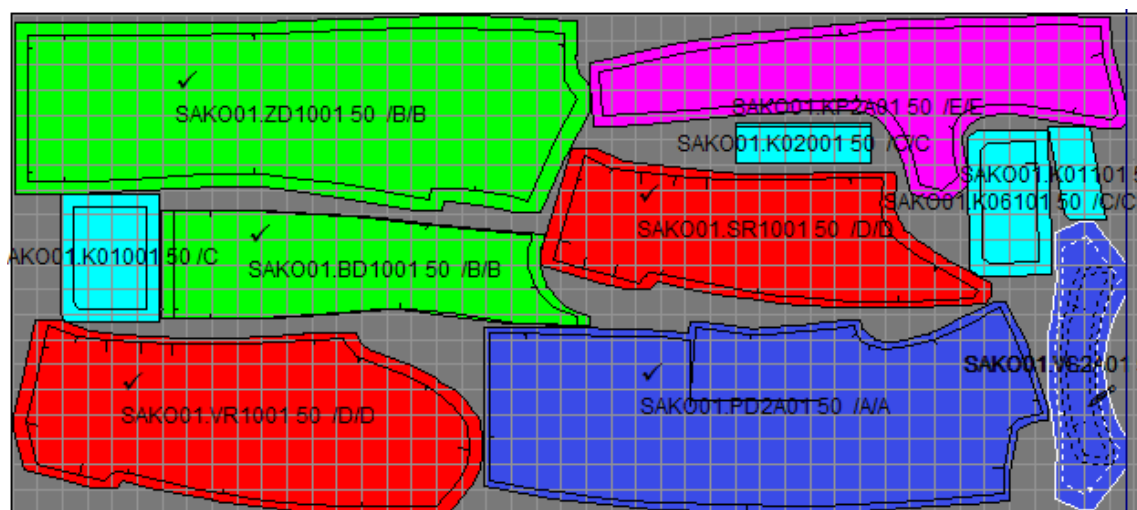 SAKO01.ZD1001 50 /B/B
SAKO01.KP2A01 50 /E/E
SAKO01.K02001 50 /C/C
SAKO01.K01101 5
SAKO01.K06101 50 /C/C
SAKO01.SR1001 50 /D/D
AKO01.K01001 50 /C
SAKO01.BD1001 50 /B/B
SAKO01.VR1001 50 /D/D
SAKO01.PD2A01 50 /A/A